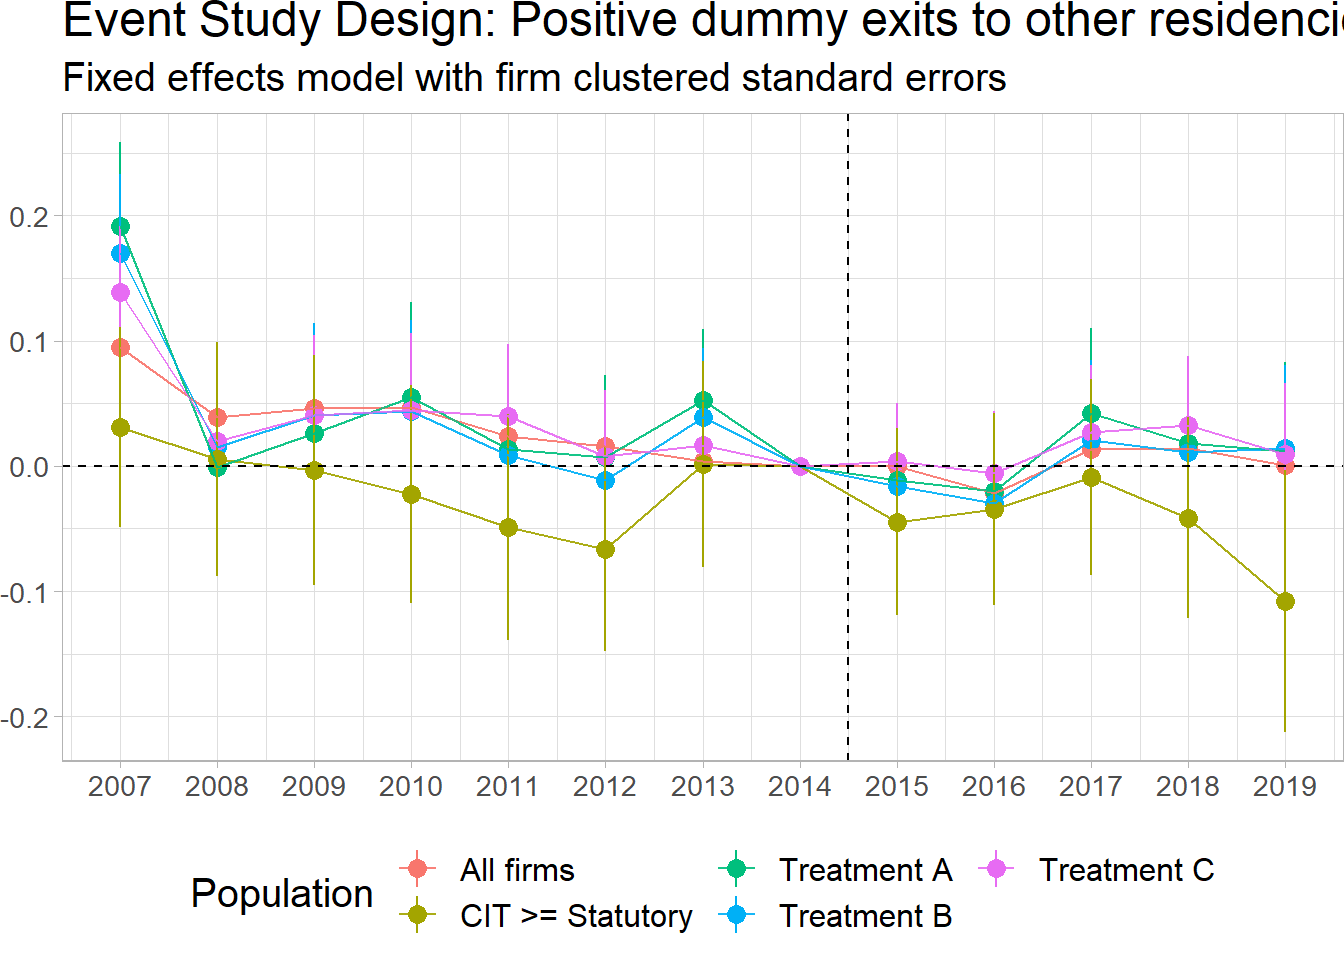 Event Study Design: Positive dummy exits to other
Fixed effects model with firm clustered standard errors
0.2
0.1
0.0
-0.1
-0.2
2007 2008 2009 2010 2011 2012 2013 2014 2015 2016 2017 2018 2019
Population
All firms
CIT >= Statutory
Treatment A
Treatment B
Treatment C